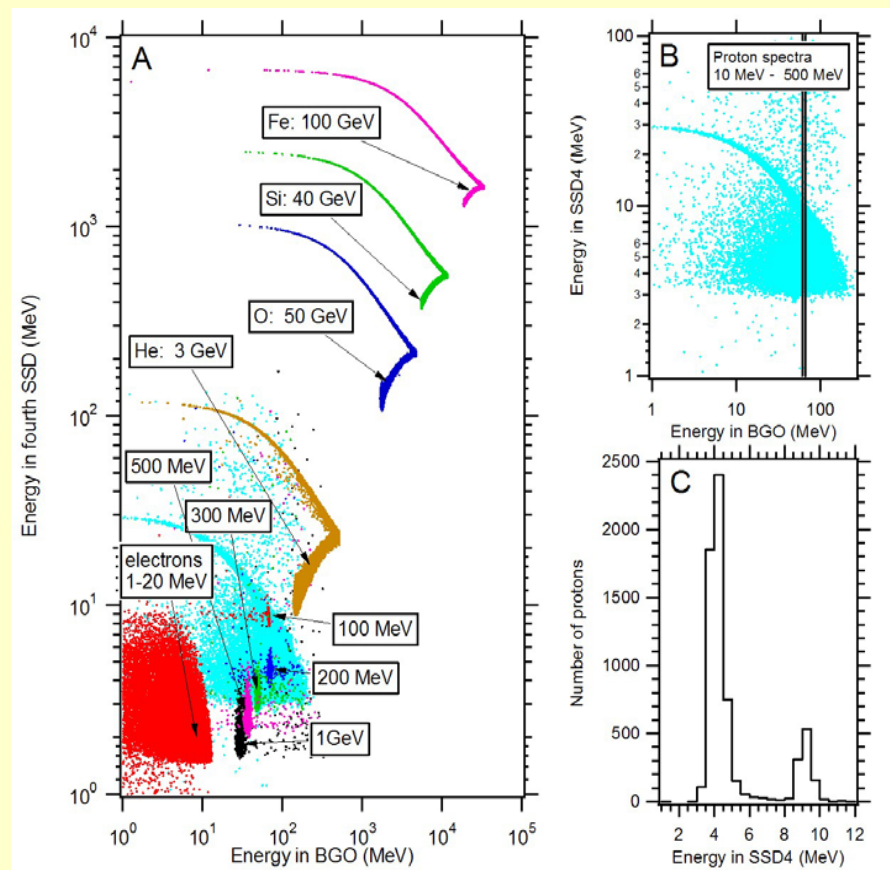 A
10^4
10^3
10^2
10^1
10^0
Energy in fourth SSD (MeV)
Fe: 100 GeV
Si: 40 GeV
O: 50 GeV
He: 3 GeV
500 MeV
300 MeV
electrons
1-20 MeV
100 MeV
200 MeV
1GeV
10^0 10^1 10^2 10^3 10^4 10^5
Energy in BGO (MeV)
B
Proton spectra
10 MeV - 500 MeV
100
6
5
4
3
2
10
6
5
4
3
2
1
Energy in SSD4 (MeV)
1 10 100
Energy in BGO (MeV)
C
2500
2000
1500
1000
500
0
Number of protons
2 4 6 8 10 12
Energy in SSD4 (MeV)